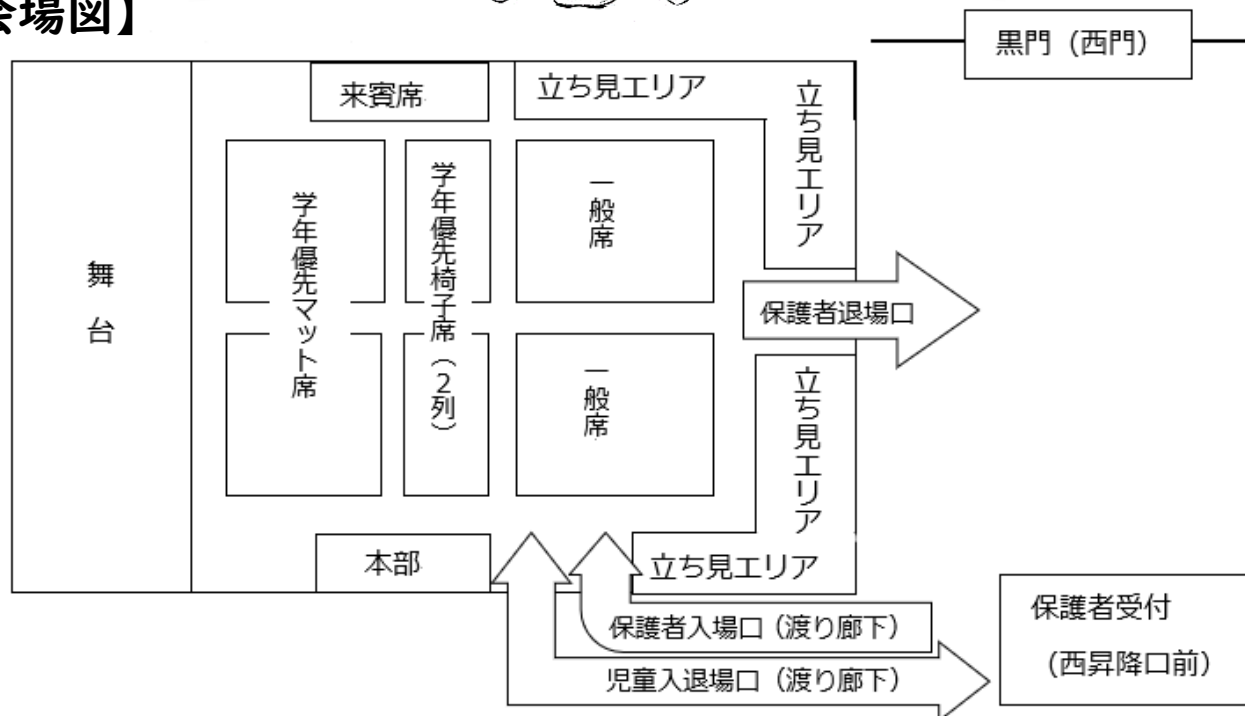 会場図】
黒門（西門）
来賓席
立ち見エリア
立ち見エリア
学年優先マット席
学年優先椅子席（2列）
一般席
舞台
保護者退場口
一般席
立ち見エリア
本部
立ち見エリア
保護者入場口（渡り廊下）
児童入退場口（渡り廊下）
保護者受付
（西昇降口前）